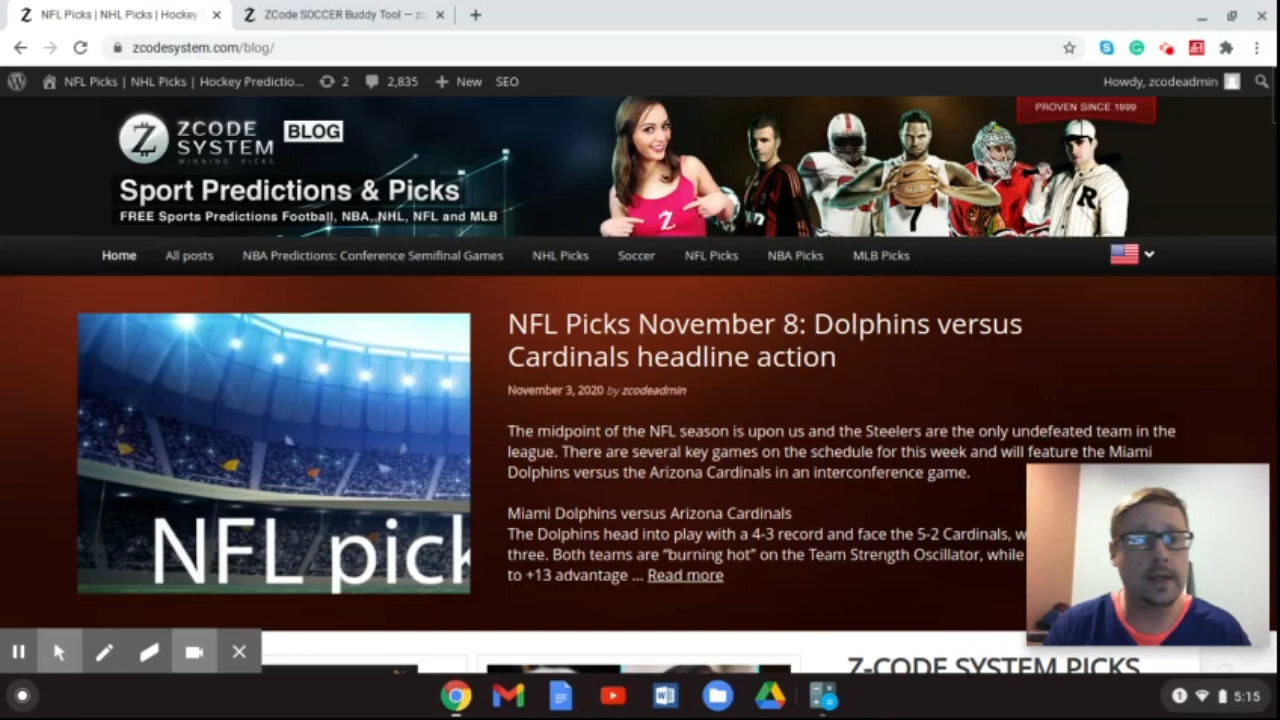 NFL Picks | NHL Picks | Hockey
ZCode SOCCER Buddy Tool — zc
zcodesystem.com/blog/
NFL Picks | NHL Picks | Hockey Predictio...
2
2,835
New
SEO
Howdy, zcodeadmin
PROVEN SINCE 1999
ZCODE
SYSTEM
WINNING PICKS
BLOG
Sport Predictions & Picks
FREE Sports Predictions Football, NBA, NHL, NFL and MLB
Z
7
R
Home
All posts
NBA Predictions: Conference Semifinal Games
NHL Picks
Soccer
NFL Picks
NBA Picks
MLB Picks
NFL Picks November 8: Dolphins versus
Cardinals headline action
November 3, 2020 by zcodeadmin
The midpoint of the NFL season is upon us and the Steelers are the only undefeated team in the
league. There are several key games on the schedule for this week and will feature the Miami
Dolphins versus the Arizona Cardinals in an interconference game.
Miami Dolphins versus Arizona Cardinals
The Dolphins head into play with a 4-3 record and face the 5-2 Cardinals, w
three. Both teams are “burning hot” on the Team Strength Oscillator, while
to +13 advantage ... Read more
NFL pick
Z-CODE SYSTEM PICKS
1
5:15